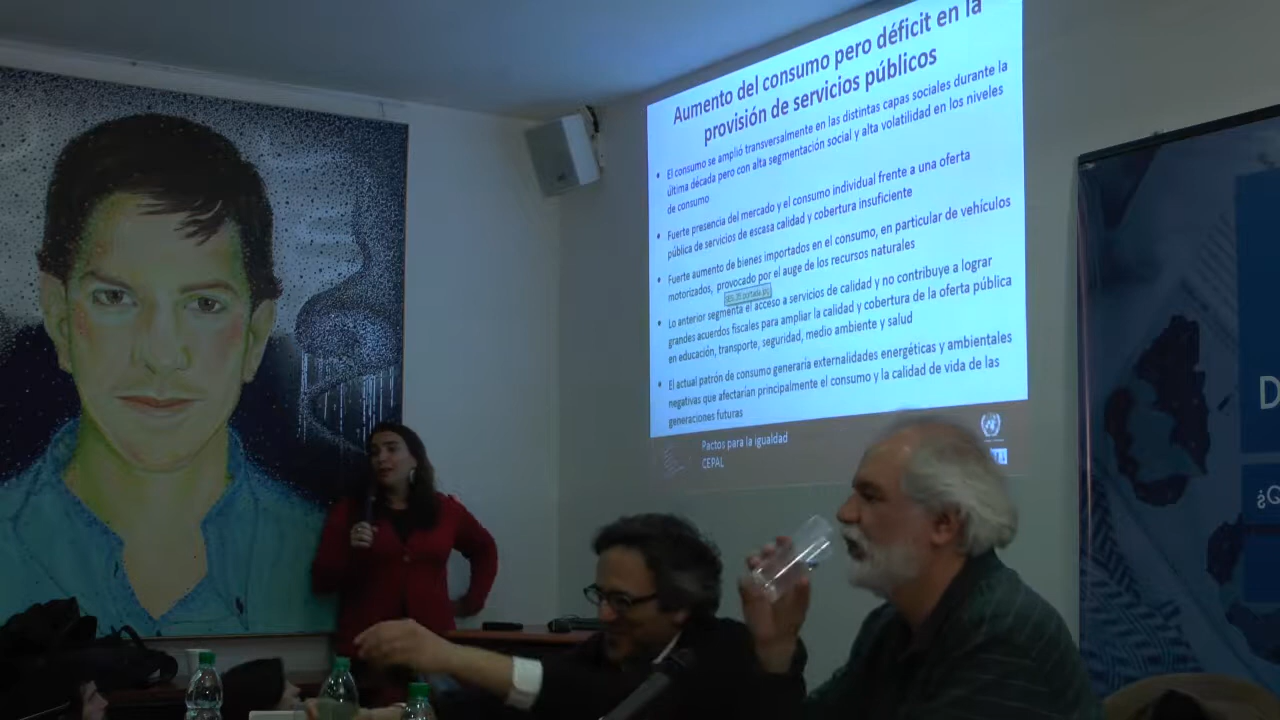 Aumento del consumo pero déficit en la
provisión de servicios públicos
• El consumo se amplió transversalmente en las distintas capas sociales durante la
última década pero con alta segmentación social y alta volatilidad en los niveles
de consumo
• Fuerte presencia del mercado y el consumo individual frente a una oferta
pública de servicios de escasa calidad y cobertura insuficiente
• Fuerte aumento de bienes importados en el consumo, en particular de vehículos
motorizados, provocado por el auge de los recursos naturales
• Lo anterior segmenta el acceso a servicios de calidad y no contribuye a lograr
grandes acuerdos fiscales para ampliar la calidad y cobertura de la oferta pública
en educación, transporte, seguridad, medio ambiente y salud
• El actual patrón de consumo generaría externalidades energéticas y ambientales
negativas que afectarían principalmente el consumo y la calidad de vida de las
generaciones futuras
Pactos para la igualdad
CEPAL
D
¿Q